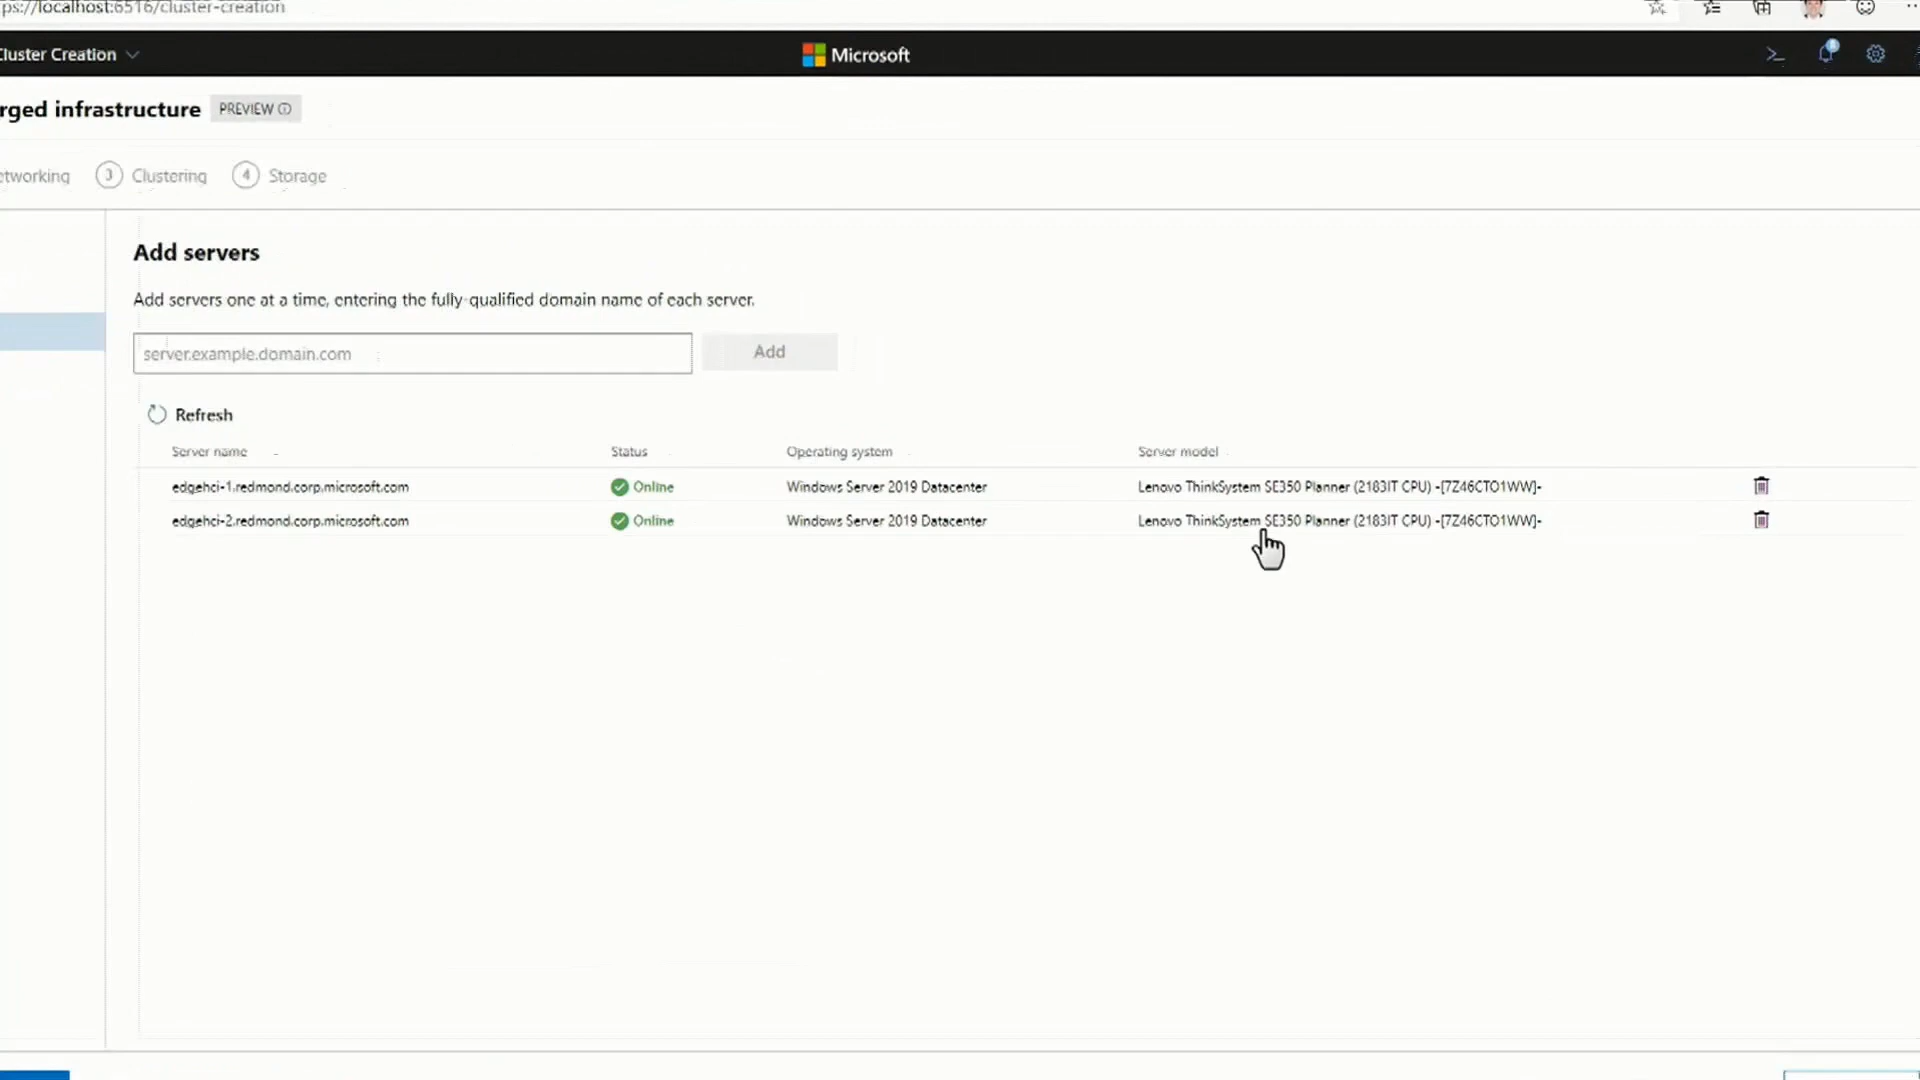 ps://localhost:6516/cluster-creation
Cluster Creation
Microsoft
rged infrastructure PREVIEW
etworking 3 Clustering 4 Storage
Add servers
Add servers one at a time, entering the fully-qualified domain name of each server.
server.example.domain.com Add
Refresh
Server name Status Operating system Server model
edgehci-1.redmond.corp.microsoft.com Online Windows Server 2019 Datacenter Lenovo ThinkSystem SE350 Planner (2183IT CPU) -[7Z46CTO1WW]-
edgehci-2.redmond.corp.microsoft.com Online Windows Server 2019 Datacenter Lenovo ThinkSystem SE350 Planner (2183IT CPU) -[7Z46CTO1WW]-